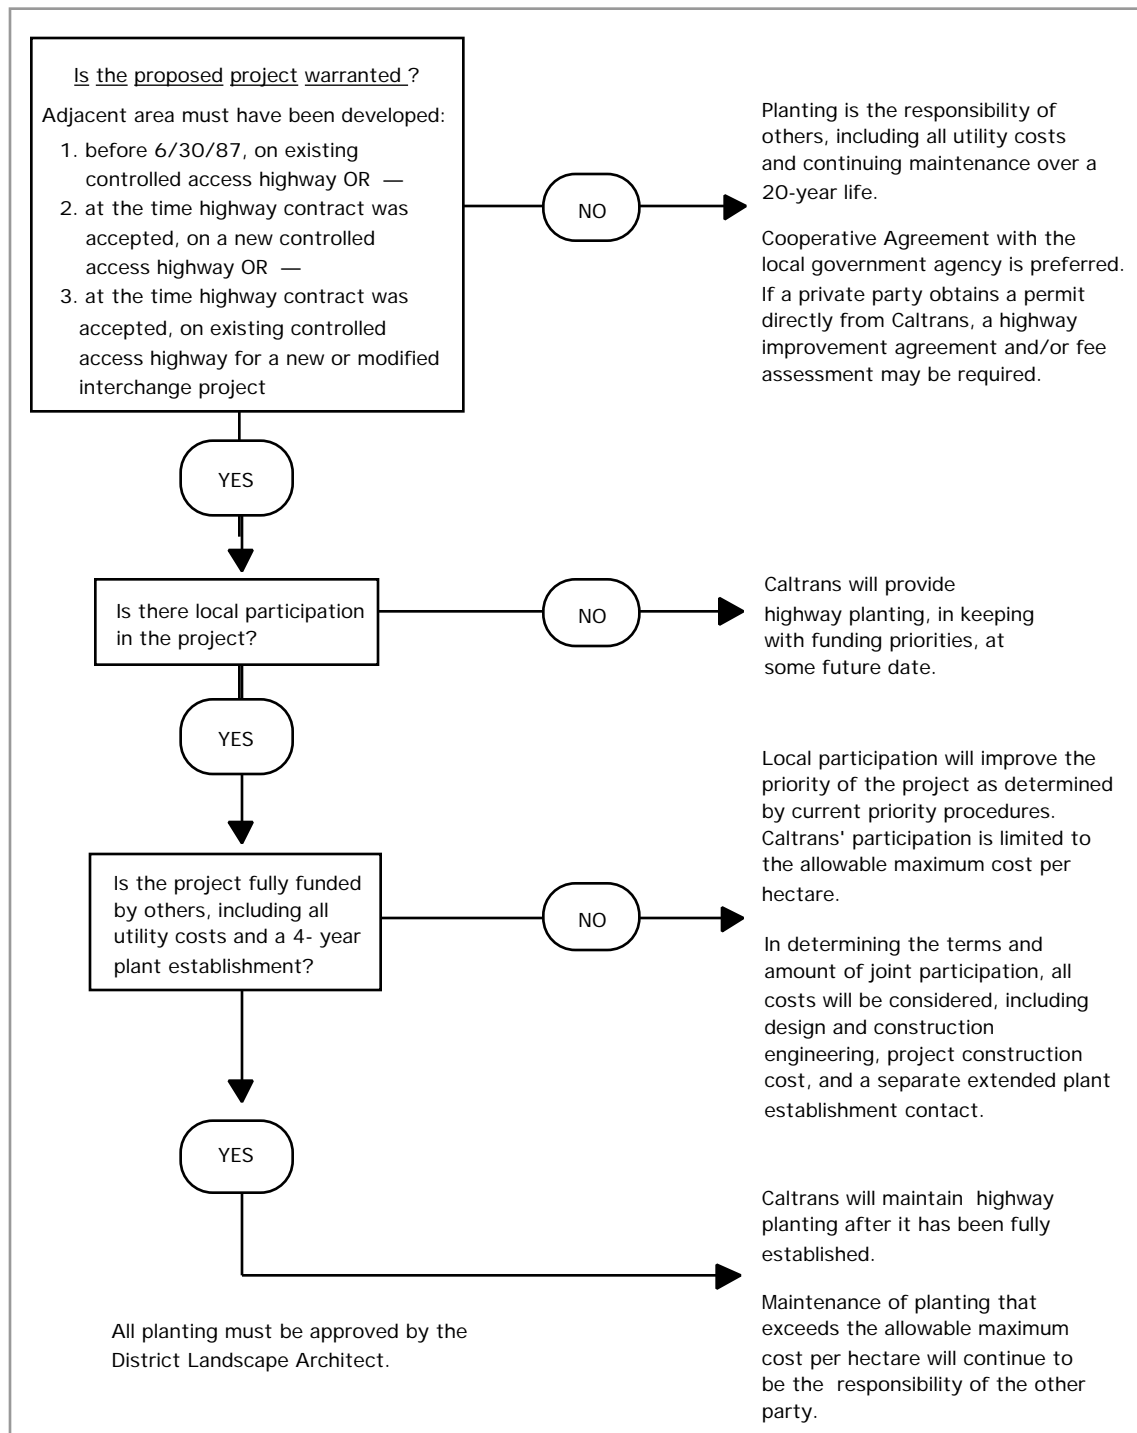 Is the proposed project warranted ?
Adjacent area must have been developed:
1. before 6/30/87, on existing
controlled access highway OR —
2. at the time highway contract was
accepted, on a new controlled
access highway OR —
3. at the time highway contract was
accepted, on existing controlled
access highway for a new or modified
interchange project
NO
Planting is the responsibility of
others, including all utility costs
and continuing maintenance over a
20-year life.
Cooperative Agreement with the
local government agency is preferred.
If a private party obtains a permit
directly from Caltrans, a highway
improvement agreement and/or fee
assessment may be required.
YES
Is there local participation
in the project?
NO
Caltrans will provide
highway planting, in keeping
with funding priorities, at
some future date.
YES
Is the project fully funded
by others, including all
utility costs and a 4- year
plant establishment?
NO
Local participation will improve the
priority of the project as determined
by current priority procedures.
Caltrans' participation is limited to
the allowable maximum cost per
hectare.
In determining the terms and
amount of joint participation, all
costs will be considered, including
design and construction
engineering, project construction
cost, and a separate extended plant
establishment contact.
YES
Caltrans will maintain highway
planting after it has been fully
established.
Maintenance of planting that
exceeds the allowable maximum
cost per hectare will continue to
be the responsibility of the other
party.
All planting must be approved by the
District Landscape Architect.